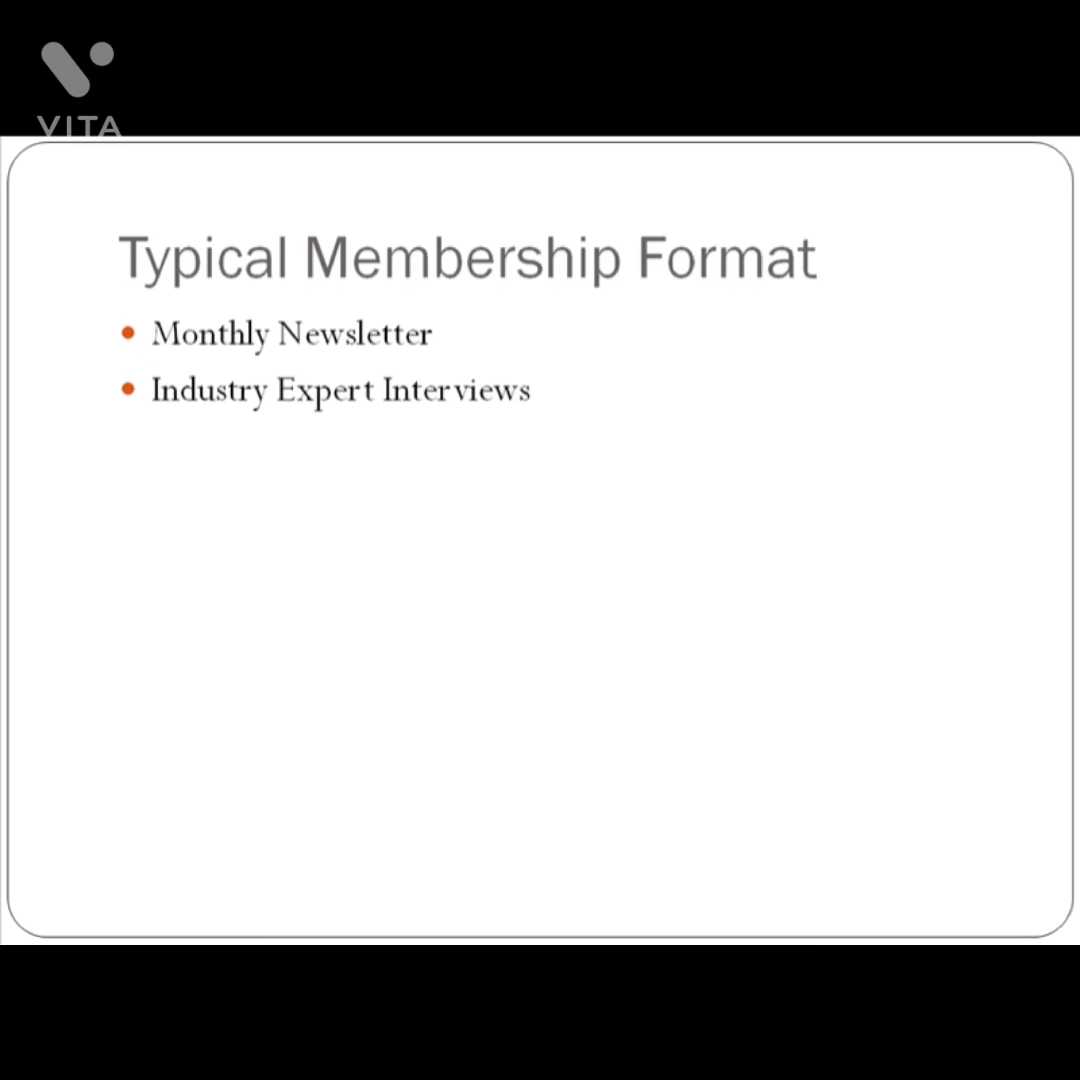 VITA
Typical Membership Format
Monthly Newsletter
Industry Expert Interviews